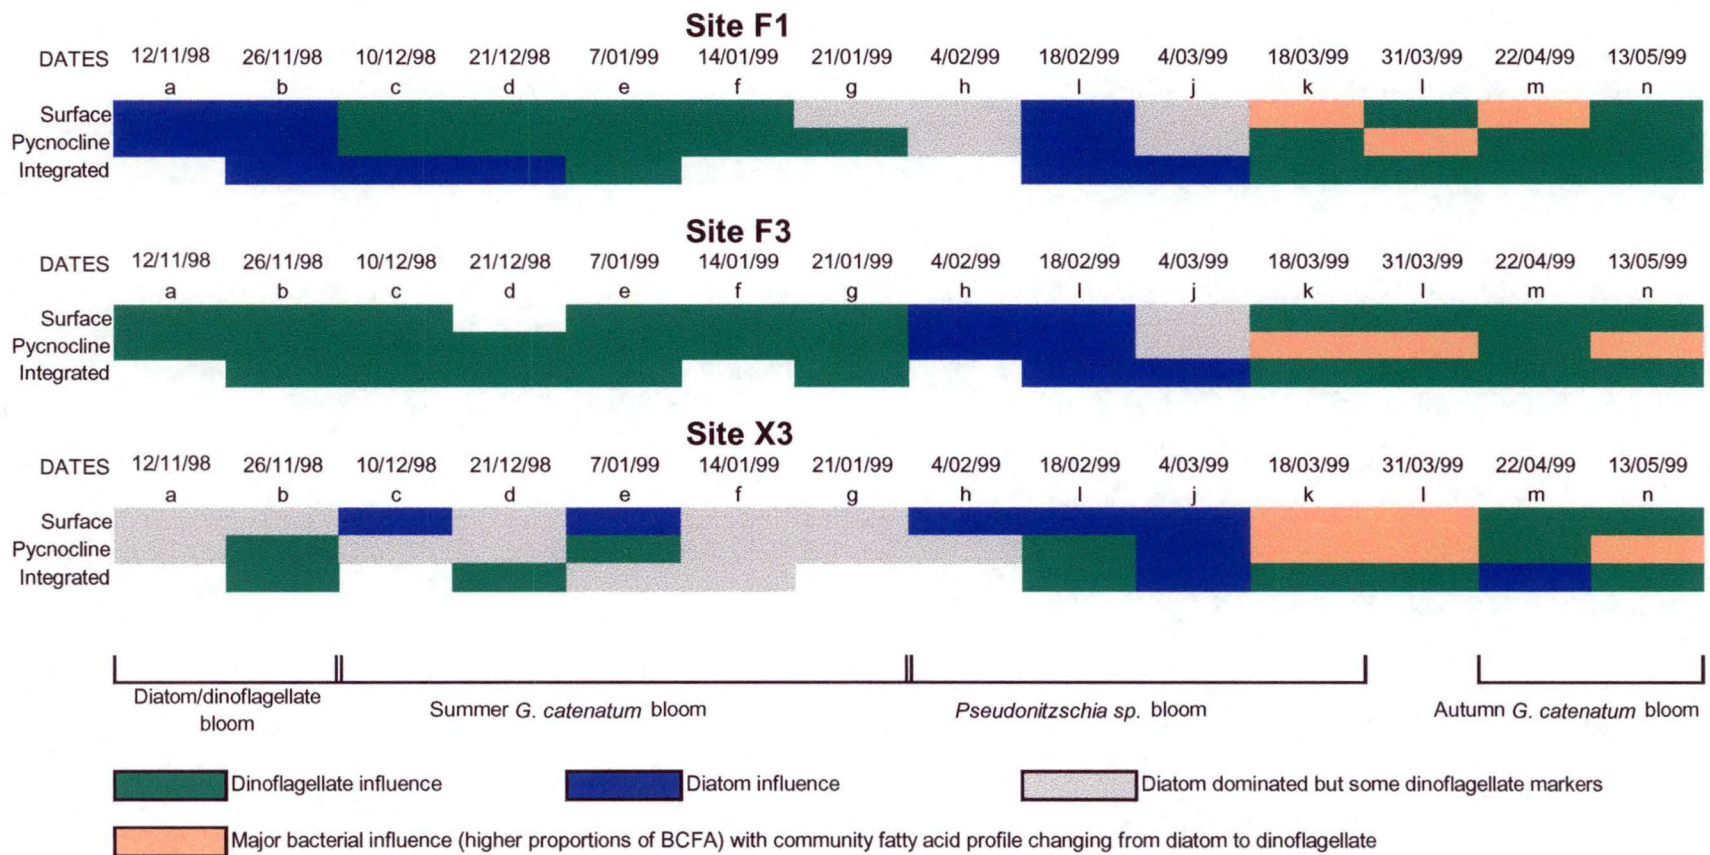 Site F1
DATES 12/11/98 26/11/98 10/12/98 21/12/98 7/01/99 14/01/99 21/01/99 4/02/99 18/02/99 4/03/99 18/03/99 31/03/99 22/04/99 13/05/99
a b c d e f g h I j k l m n
Surface
Pycnocline
Integrated
Site F3
DATES 12/11/98 26/11/98 10/12/98 21/12/98 7/01/99 14/01/99 21/01/99 4/02/99 18/02/99 4/03/99 18/03/99 31/03/99 22/04/99 13/05/99
a b c d e f g h I j k l m n
Surface
Pycnocline
Integrated
Site X3
DATES 12/11/98 26/11/98 10/12/98 21/12/98 7/01/99 14/01/99 21/01/99 4/02/99 18/02/99 4/03/99 18/03/99 31/03/99 22/04/99 13/05/99
a b c d e f g h I j k l m n
Surface
Pycnocline
Integrated
Diatom/dinoflagellate
bloom
Summer G. catenatum bloom
Pseudonitzschia sp. bloom
Autumn G. catenatum bloom
Dinoflagellate influence
Diatom influence
Diatom dominated but some dinoflagellate markers
Major bacterial influence (higher proportions of BCFA) with community fatty acid profile changing from diatom to dinoflagellate